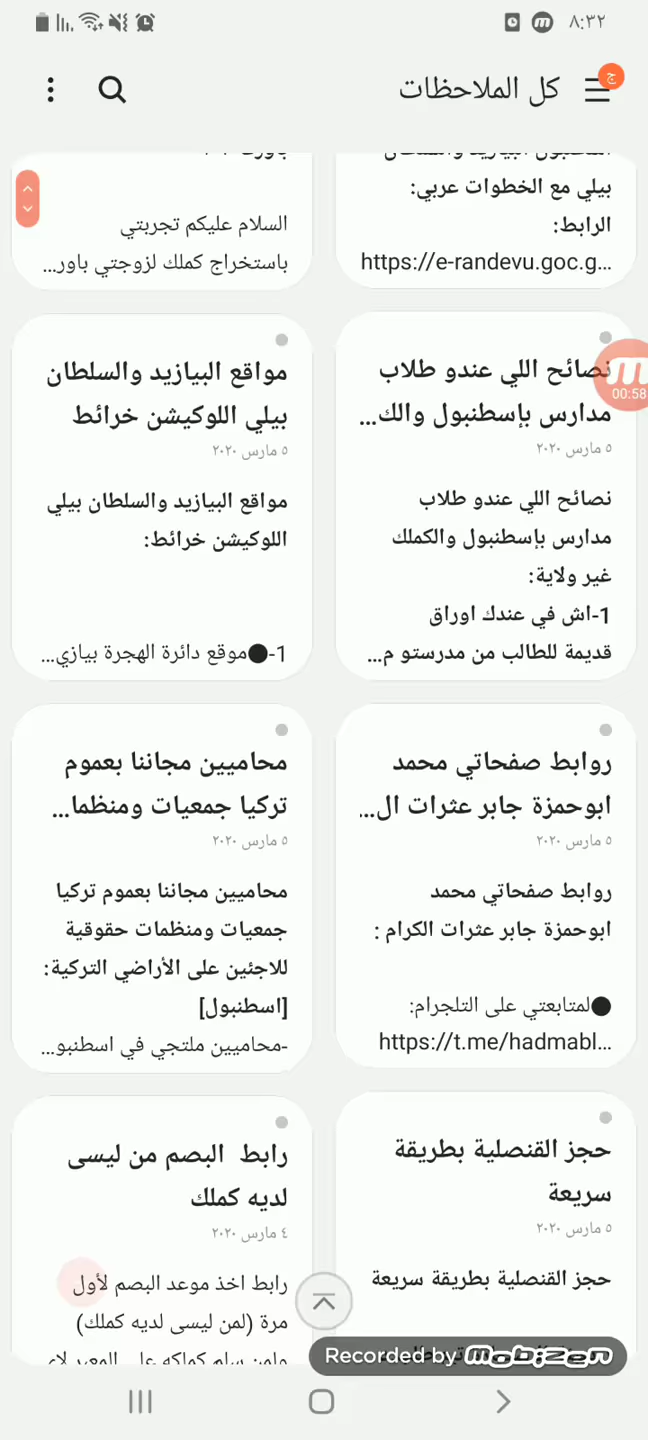 ٨:٣٢
كل الملاحظات
ج
بيلي مع الخطوات عربي:
الرابط:
https://e-randevu.goc.g...
السلام عليكم تجربتي
باستخراج كملك لزوجتي باور...
نصائح اللي عندو طلاب
مدارس بإسطنبول والك...
٥ مارس ٢٠٢٠
نصائح اللي عندو طلاب
مدارس بإسطنبول والكملك
غير ولاية:
1-اش في عندك اوراق
قديمة للطالب من مدرستو م...
00:58
مواقع البيازيد والسلطان
بيلي اللوكيشن خرائط
٥ مارس ٢٠٢٠
مواقع البيازيد والسلطان بيلي
اللوكيشن خرائط:
1-●موقع دائرة الهجرة بيازي...
روابط صفحاتي محمد
ابوحمزة جابر عثرات ال...
٥ مارس ٢٠٢٠
روابط صفحاتي محمد
ابوحمزة جابر عثرات الكرام :
●لمتابعتي على التلجرام:
https://t.me/hadmabl...
محاميين مجاننا بعموم
تركيا جمعيات ومنظما...
٥ مارس ٢٠٢٠
محاميين مجاننا بعموم تركيا
جمعيات ومنظمات حقوقية
للاجئين على الأراضي التركية:
[اسطنبول]
-محاميين ملتجي في اسطنبو...
حجز القنصلية بطريقة
سريعة
٥ مارس ٢٠٢٠
حجز القنصلية بطريقة سريعة
رابط البصم من ليسى
لديه كملك
٤ مارس ٢٠٢٠
رابط اخذ موعد البصم لأول
مرة (لمن ليسى لديه كملك)
Recorded by Mobizen